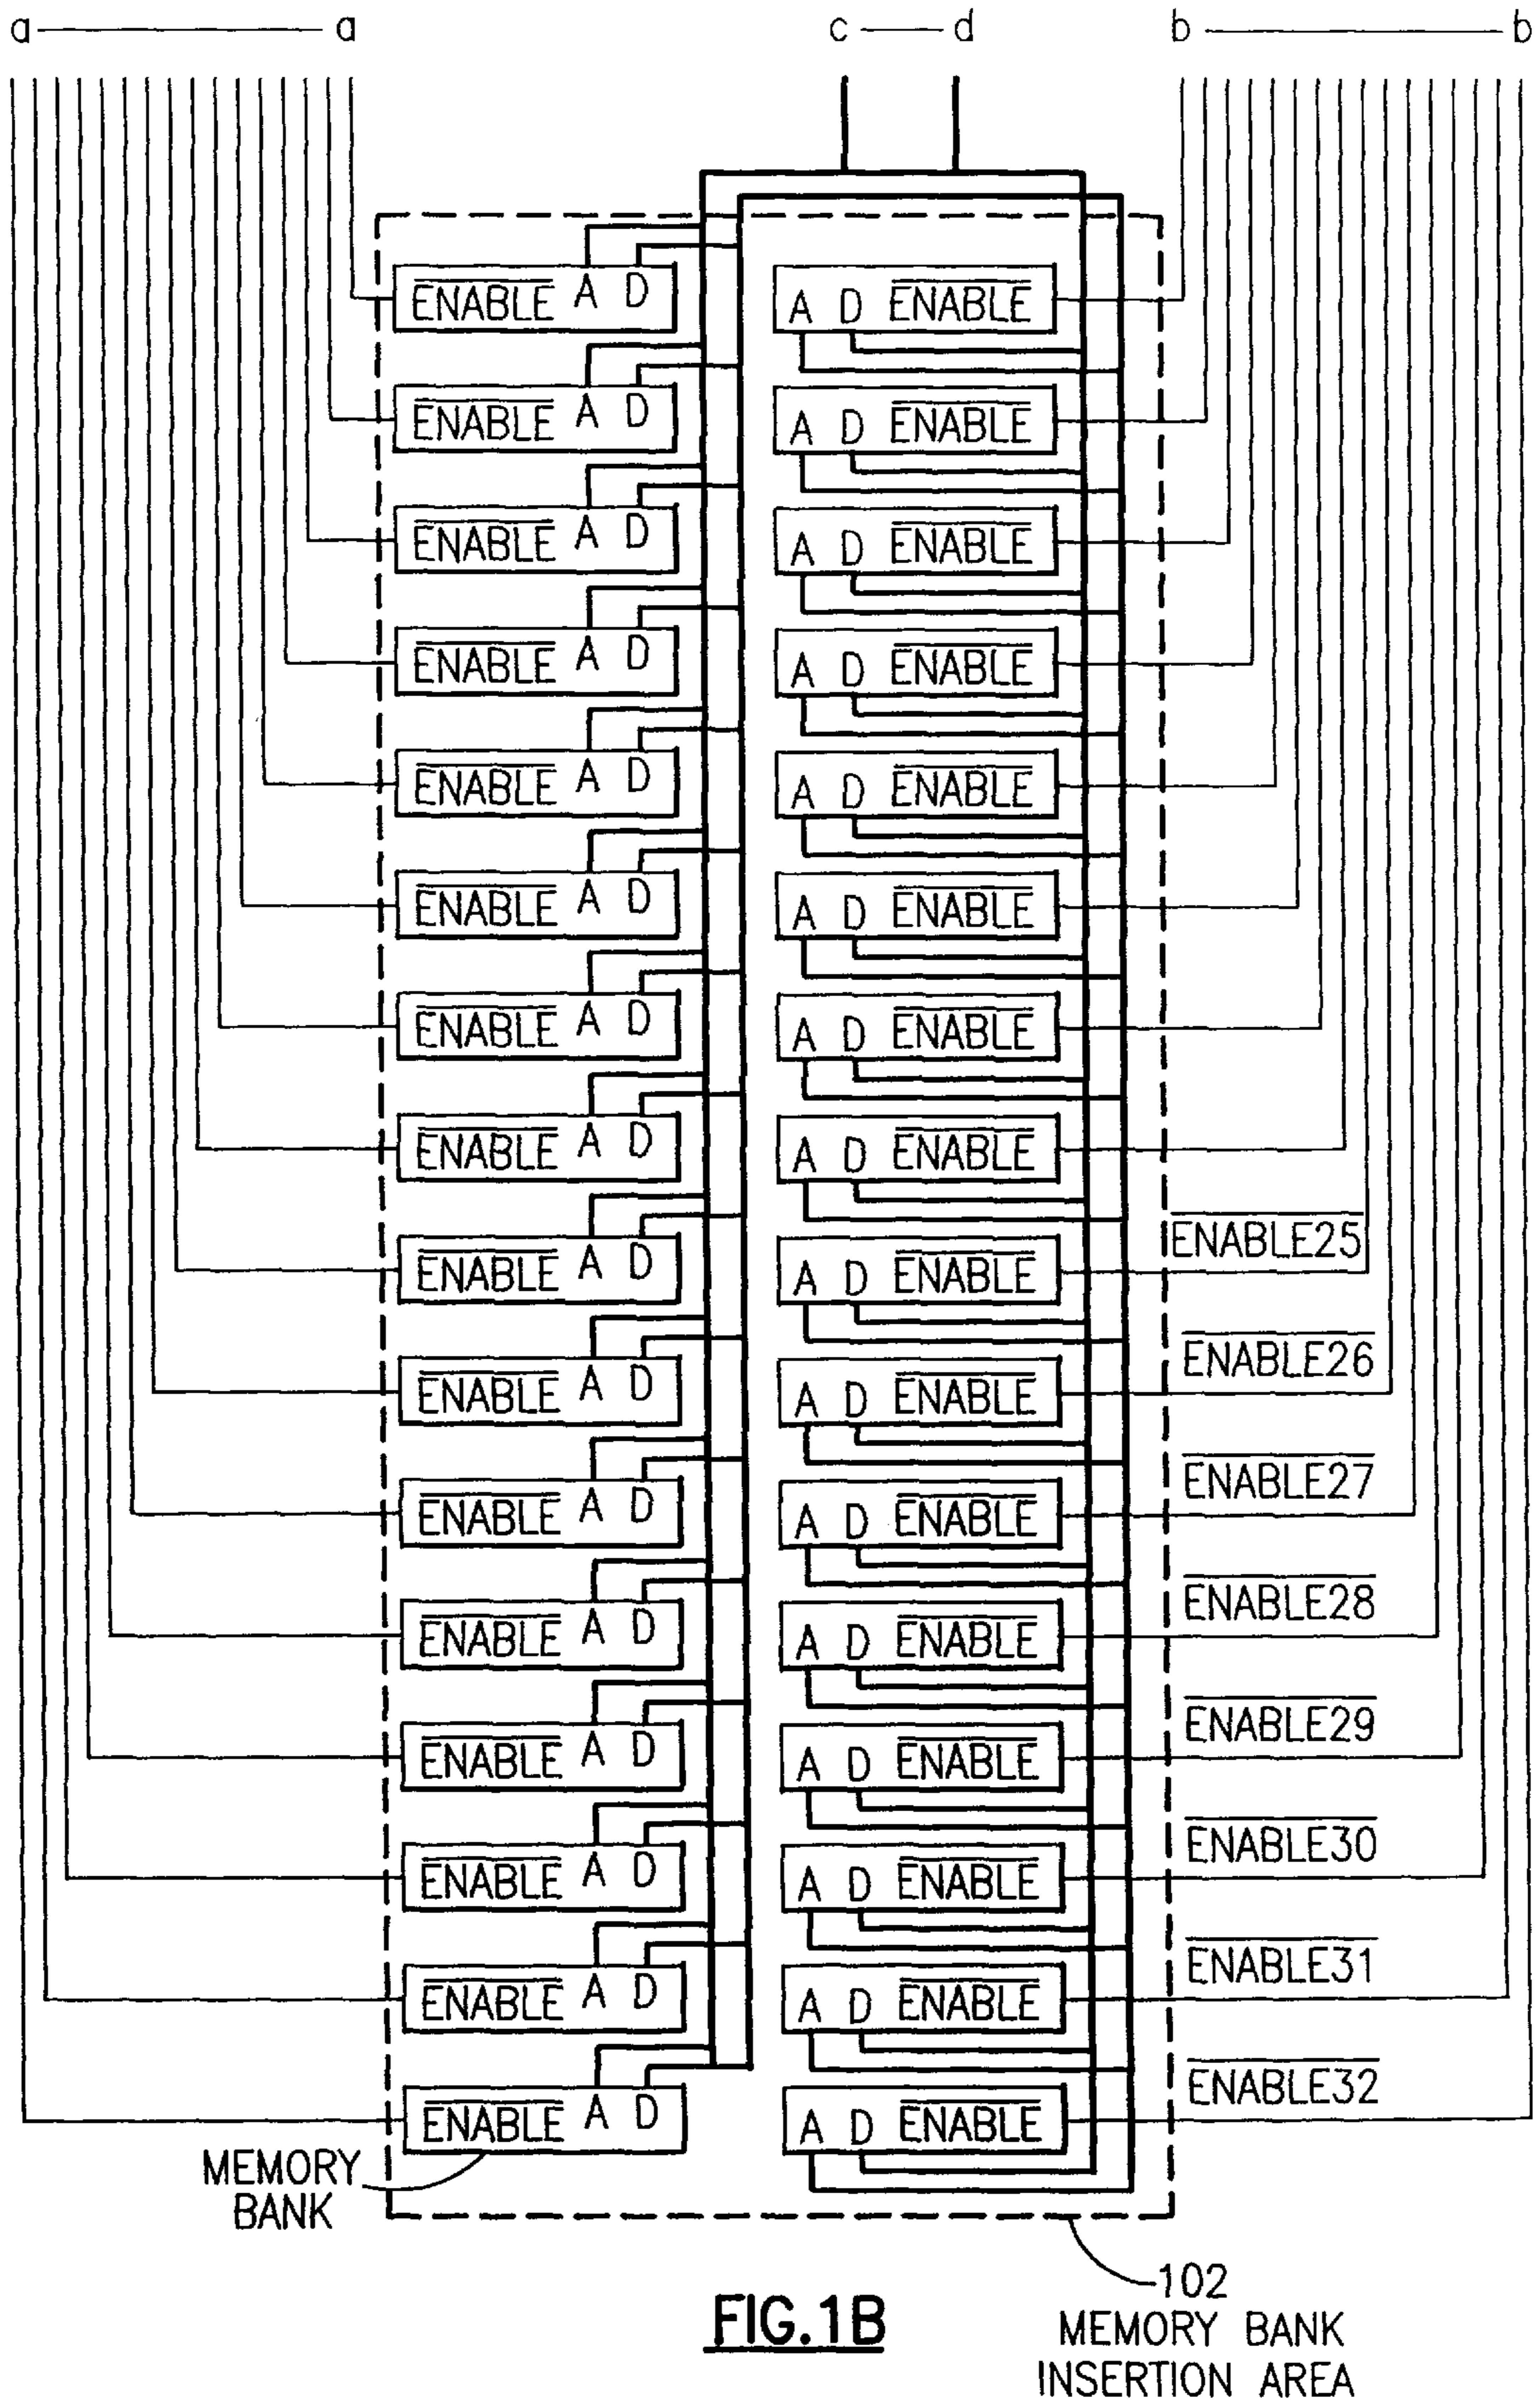 a a c d b b
ENABLE A D A D ENABLE
ENABLE A D A D ENABLE
ENABLE A D A D ENABLE
ENABLE A D A D ENABLE
ENABLE A D A D ENABLE
ENABLE A D A D ENABLE
ENABLE A D A D ENABLE
ENABLE A D A D ENABLE
ENABLE25
ENABLE A D A D ENABLE
ENABLE26
ENABLE A D A D ENABLE
ENABLE27
ENABLE A D A D ENABLE
ENABLE28
ENABLE A D A D ENABLE
ENABLE29
ENABLE A D A D ENABLE
ENABLE30
ENABLE A D A D ENABLE
ENABLE31
ENABLE A D A D ENABLE
ENABLE32
ENABLE A D A D ENABLE
MEMORY
BANK
102
MEMORY BANK
INSERTION AREA
FIG.1B